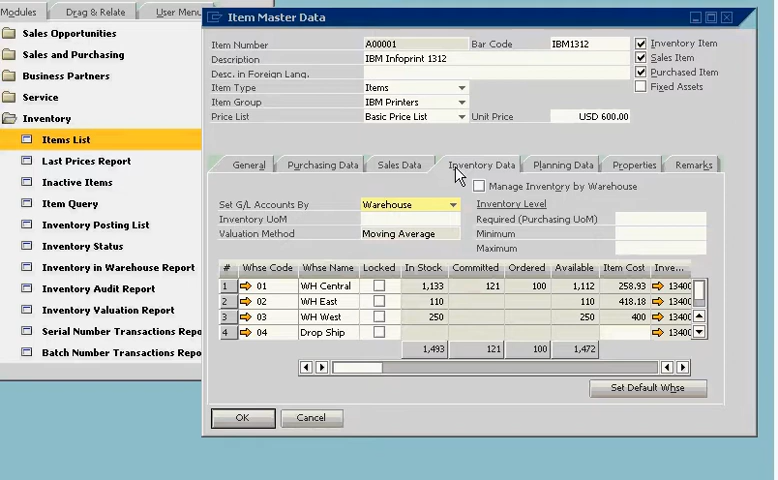 Modules Drag & Relate User Menu
Sales Opportunities
Sales and Purchasing
Business Partners
Service
Inventory
Items List
Last Prices Report
Inactive Items
Item Query
Inventory Posting List
Inventory Status
Inventory in Warehouse Report
Inventory Audit Report
Inventory Valuation Report
Serial Number Transactions Repo
Batch Number Transactions Repo
Item Master Data
Item Number A00001 Bar Code IBM1312 Inventory Item
Description IBM Infoprint 1312 Sales Item
Desc. in Foreign Lang. Purchased Item
Item Type Items Fixed Assets
Item Group IBM Printers
Price List Basic Price List Unit Price USD 600.00
General Purchasing Data Sales Data Inventory Data Planning Data Properties Remarks
Manage Inventory by Warehouse
Set G/L Accounts By Warehouse Inventory Level
Inventory UoM Required (Purchasing UoM)
Valuation Method Moving Average Minimum
Maximum
# Whse Code Whse Name Locked In Stock Committed Ordered Available Item Cost Inve...
1 01 WH Central 1,133 121 100 1,112 258.93 13400
2 02 WH East 110 110 418.18 13400
3 03 WH West 250 250 400 13400
4 04 Drop Ship 13400
1,493 121 100 1,472
Set Default Whse
OK Cancel